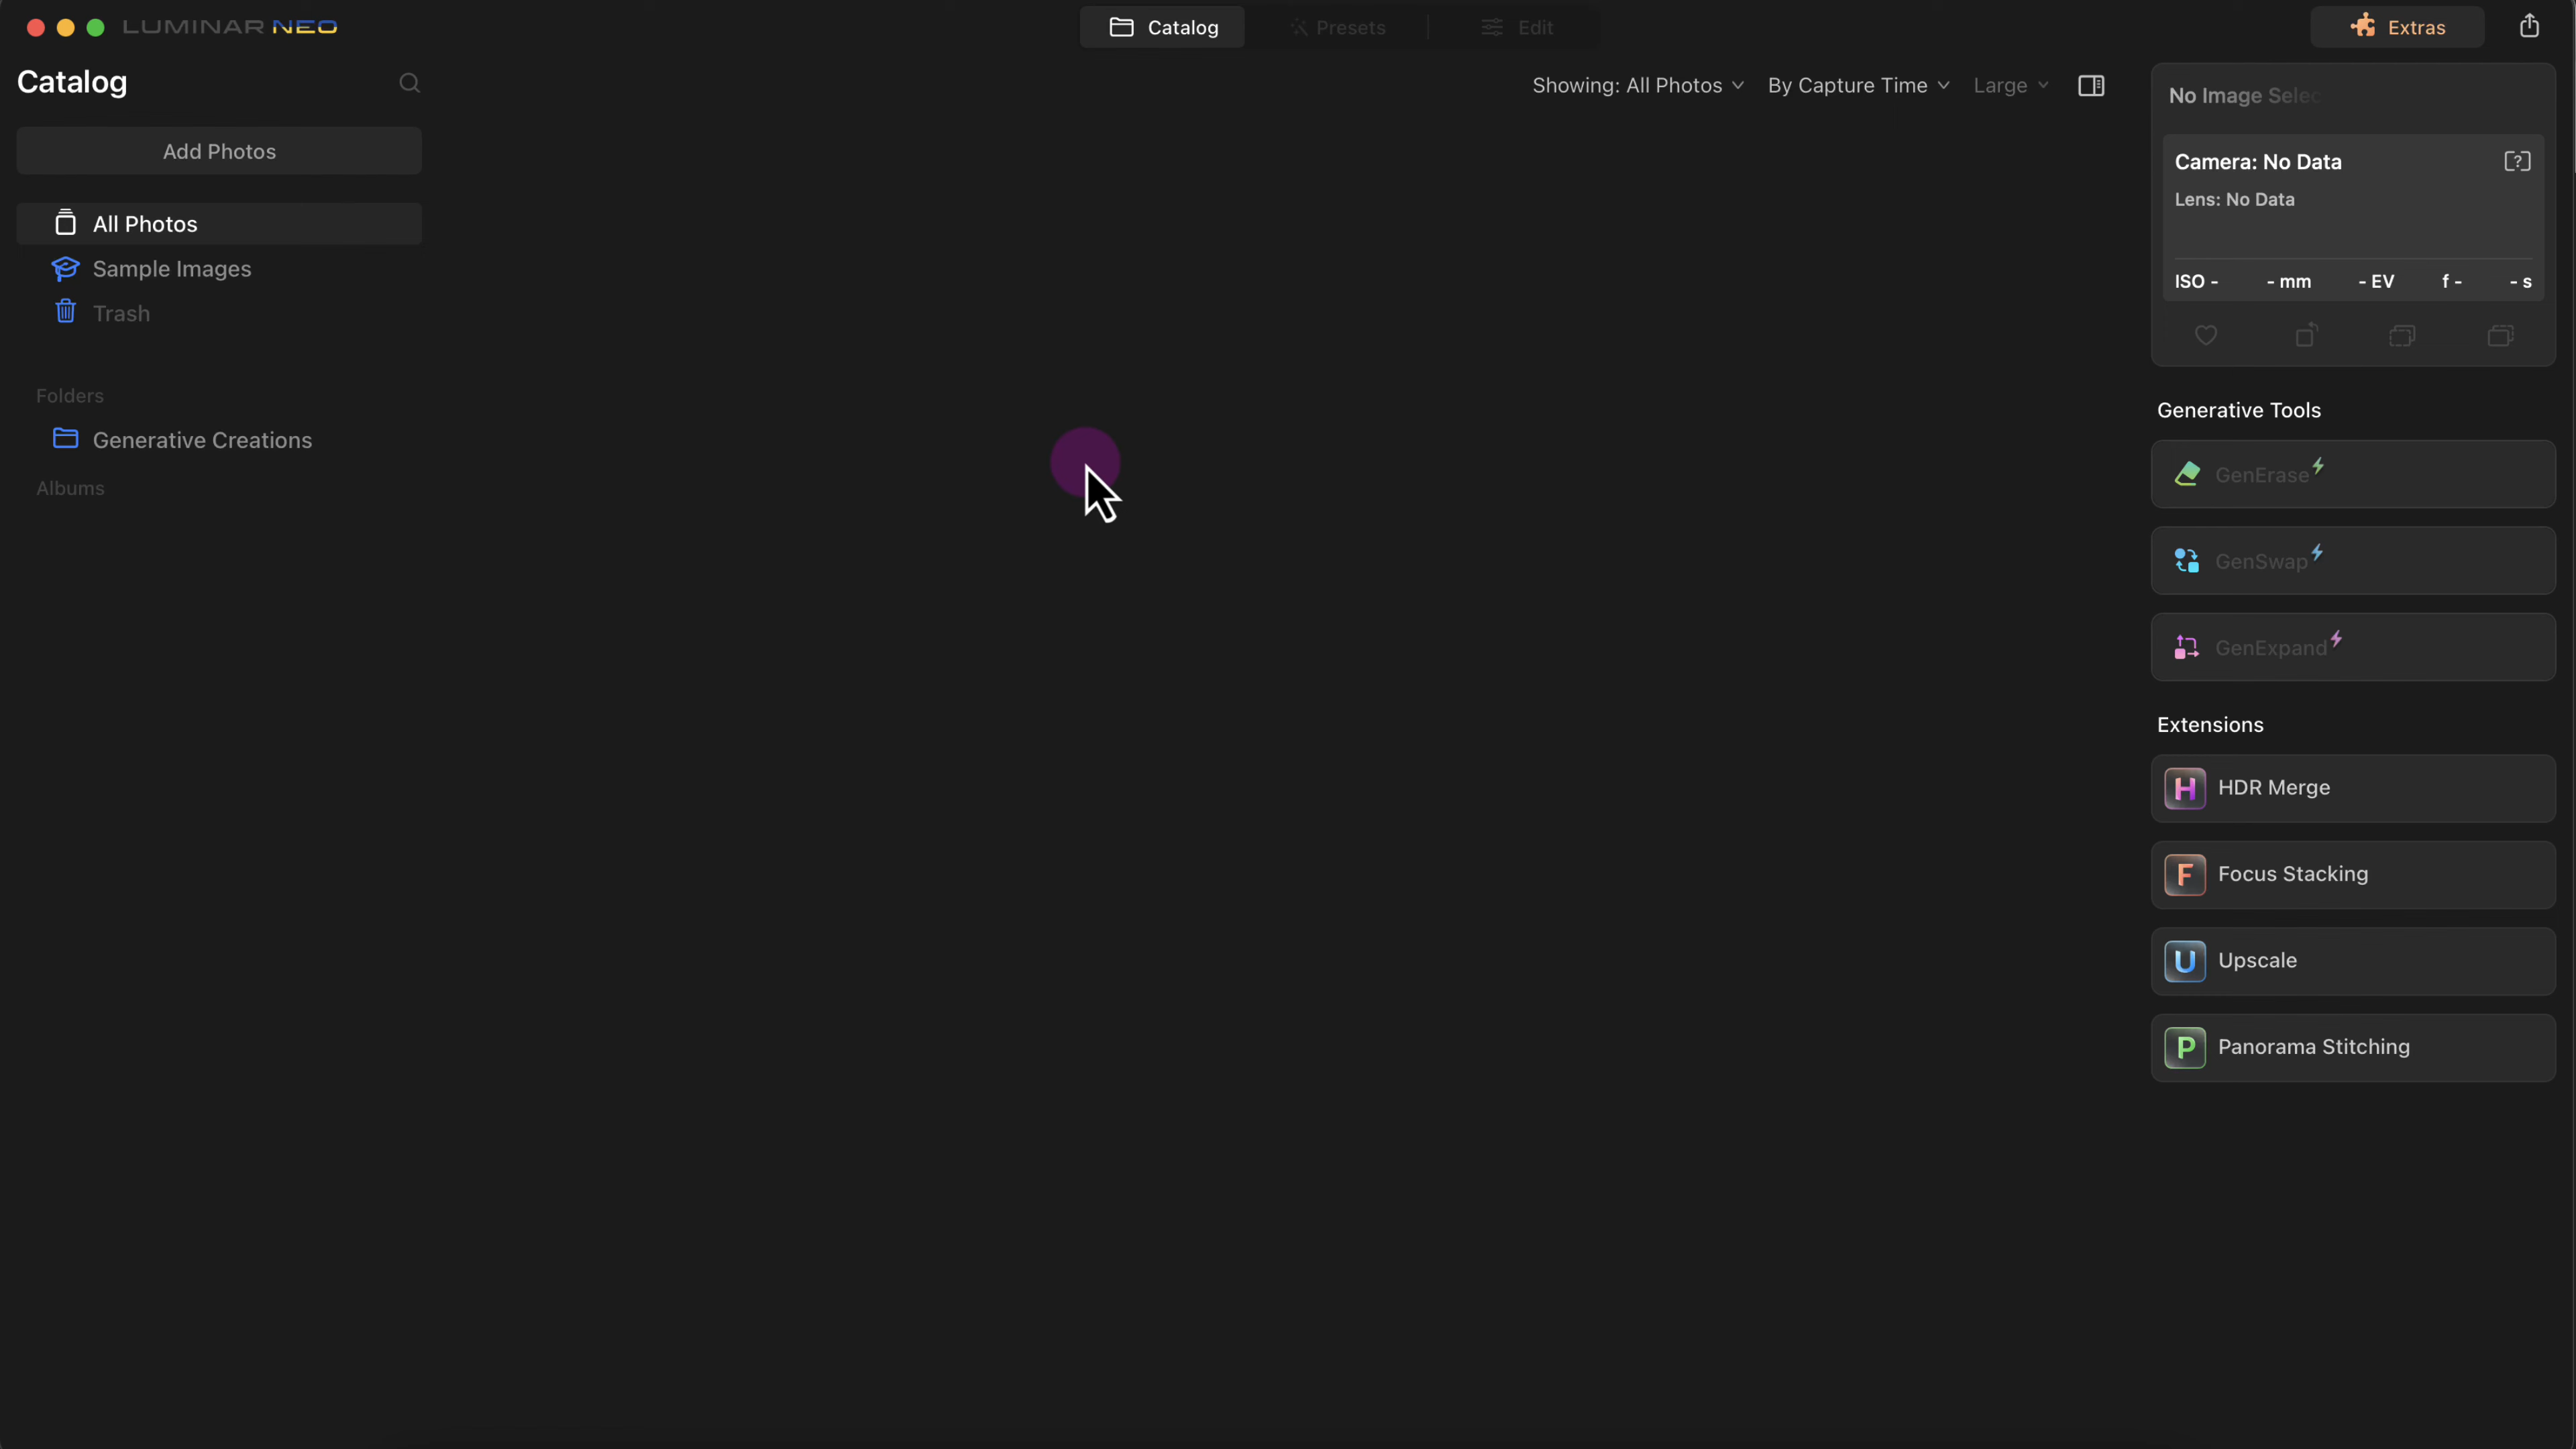 LUMINAR NEO
Catalog
Presets
Edit
Extras
Catalog
Showing: All Photos
By Capture Time
Large
Add Photos
All Photos
Sample Images
Trash
Folders
Generative Creations
Albums
No Image Selec
Camera: No Data
[?]
Lens: No Data
ISO - - mm - EV f - - s
Generative Tools
GenErase
GenSwap
GenExpand
Extensions
H HDR Merge
F Focus Stacking
U Upscale
P Panorama Stitching